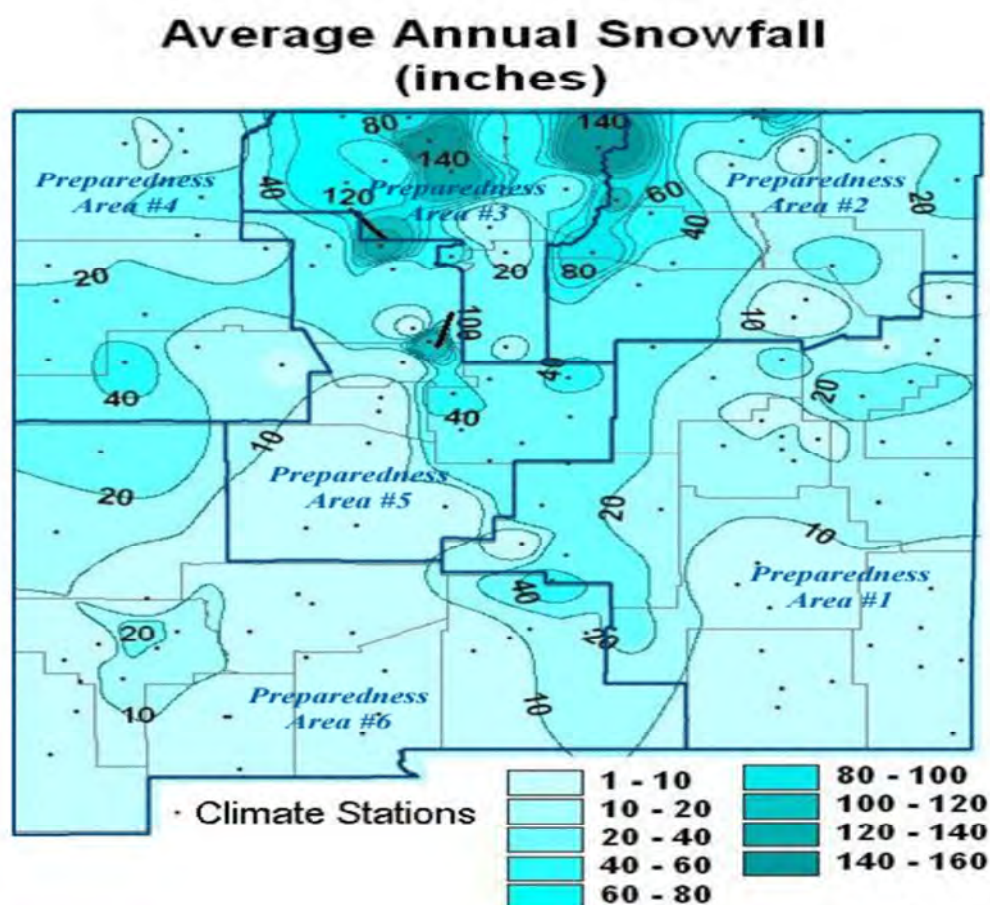 Average Annual Snowfall
(inches)
80
140
140
Preparedness
Area #4
40
120
Preparedness
Area #3
60
Preparedness
Area #2
20
40
20
20
80
10
100
40
40
40
20
10
Preparedness
Area #5
20
20
10
Preparedness
Area #1
40
20
20
10
Preparedness
Area #6
10
· Climate Stations
1 - 10
10 - 20
20 - 40
40 - 60
60 - 80
80 - 100
100 - 120
120 - 140
140 - 160